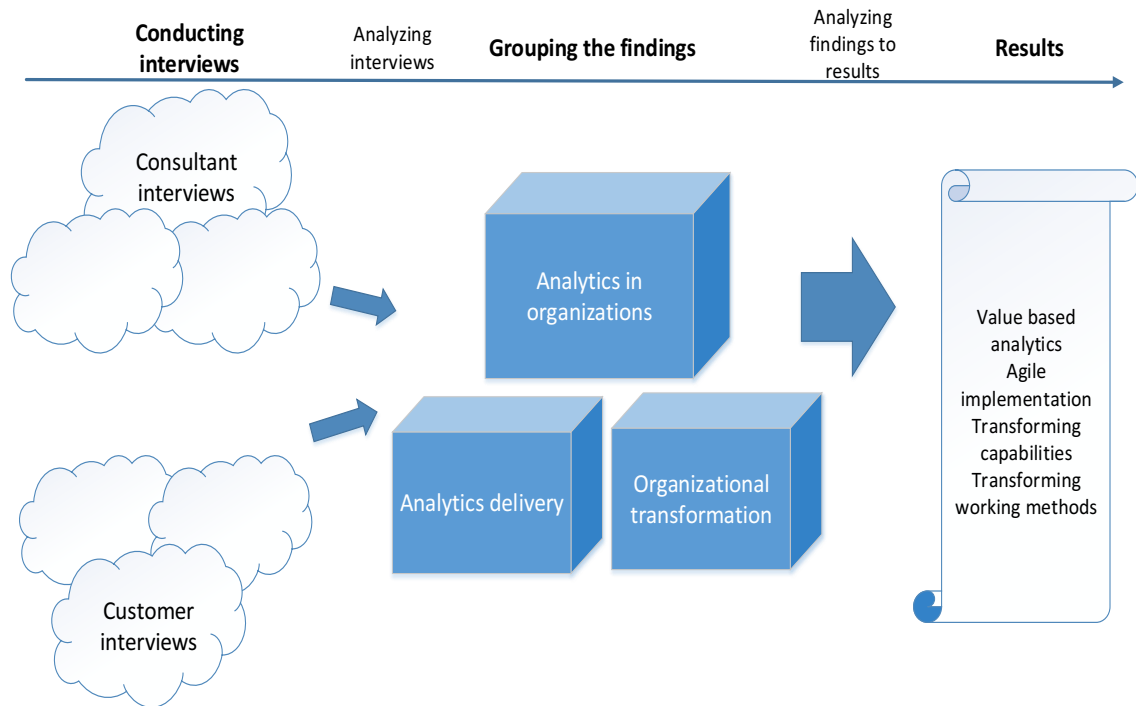 Conducting
interviews
Analyzing
interviews
Grouping the findings
Analyzing
findings to
results
Results
Consultant
interviews
Analytics in
organizations
Analytics delivery
Organizational
transformation
Customer
interviews
Value based
analytics
Agile
implementation
Transforming
capabilities
Transforming
working methods